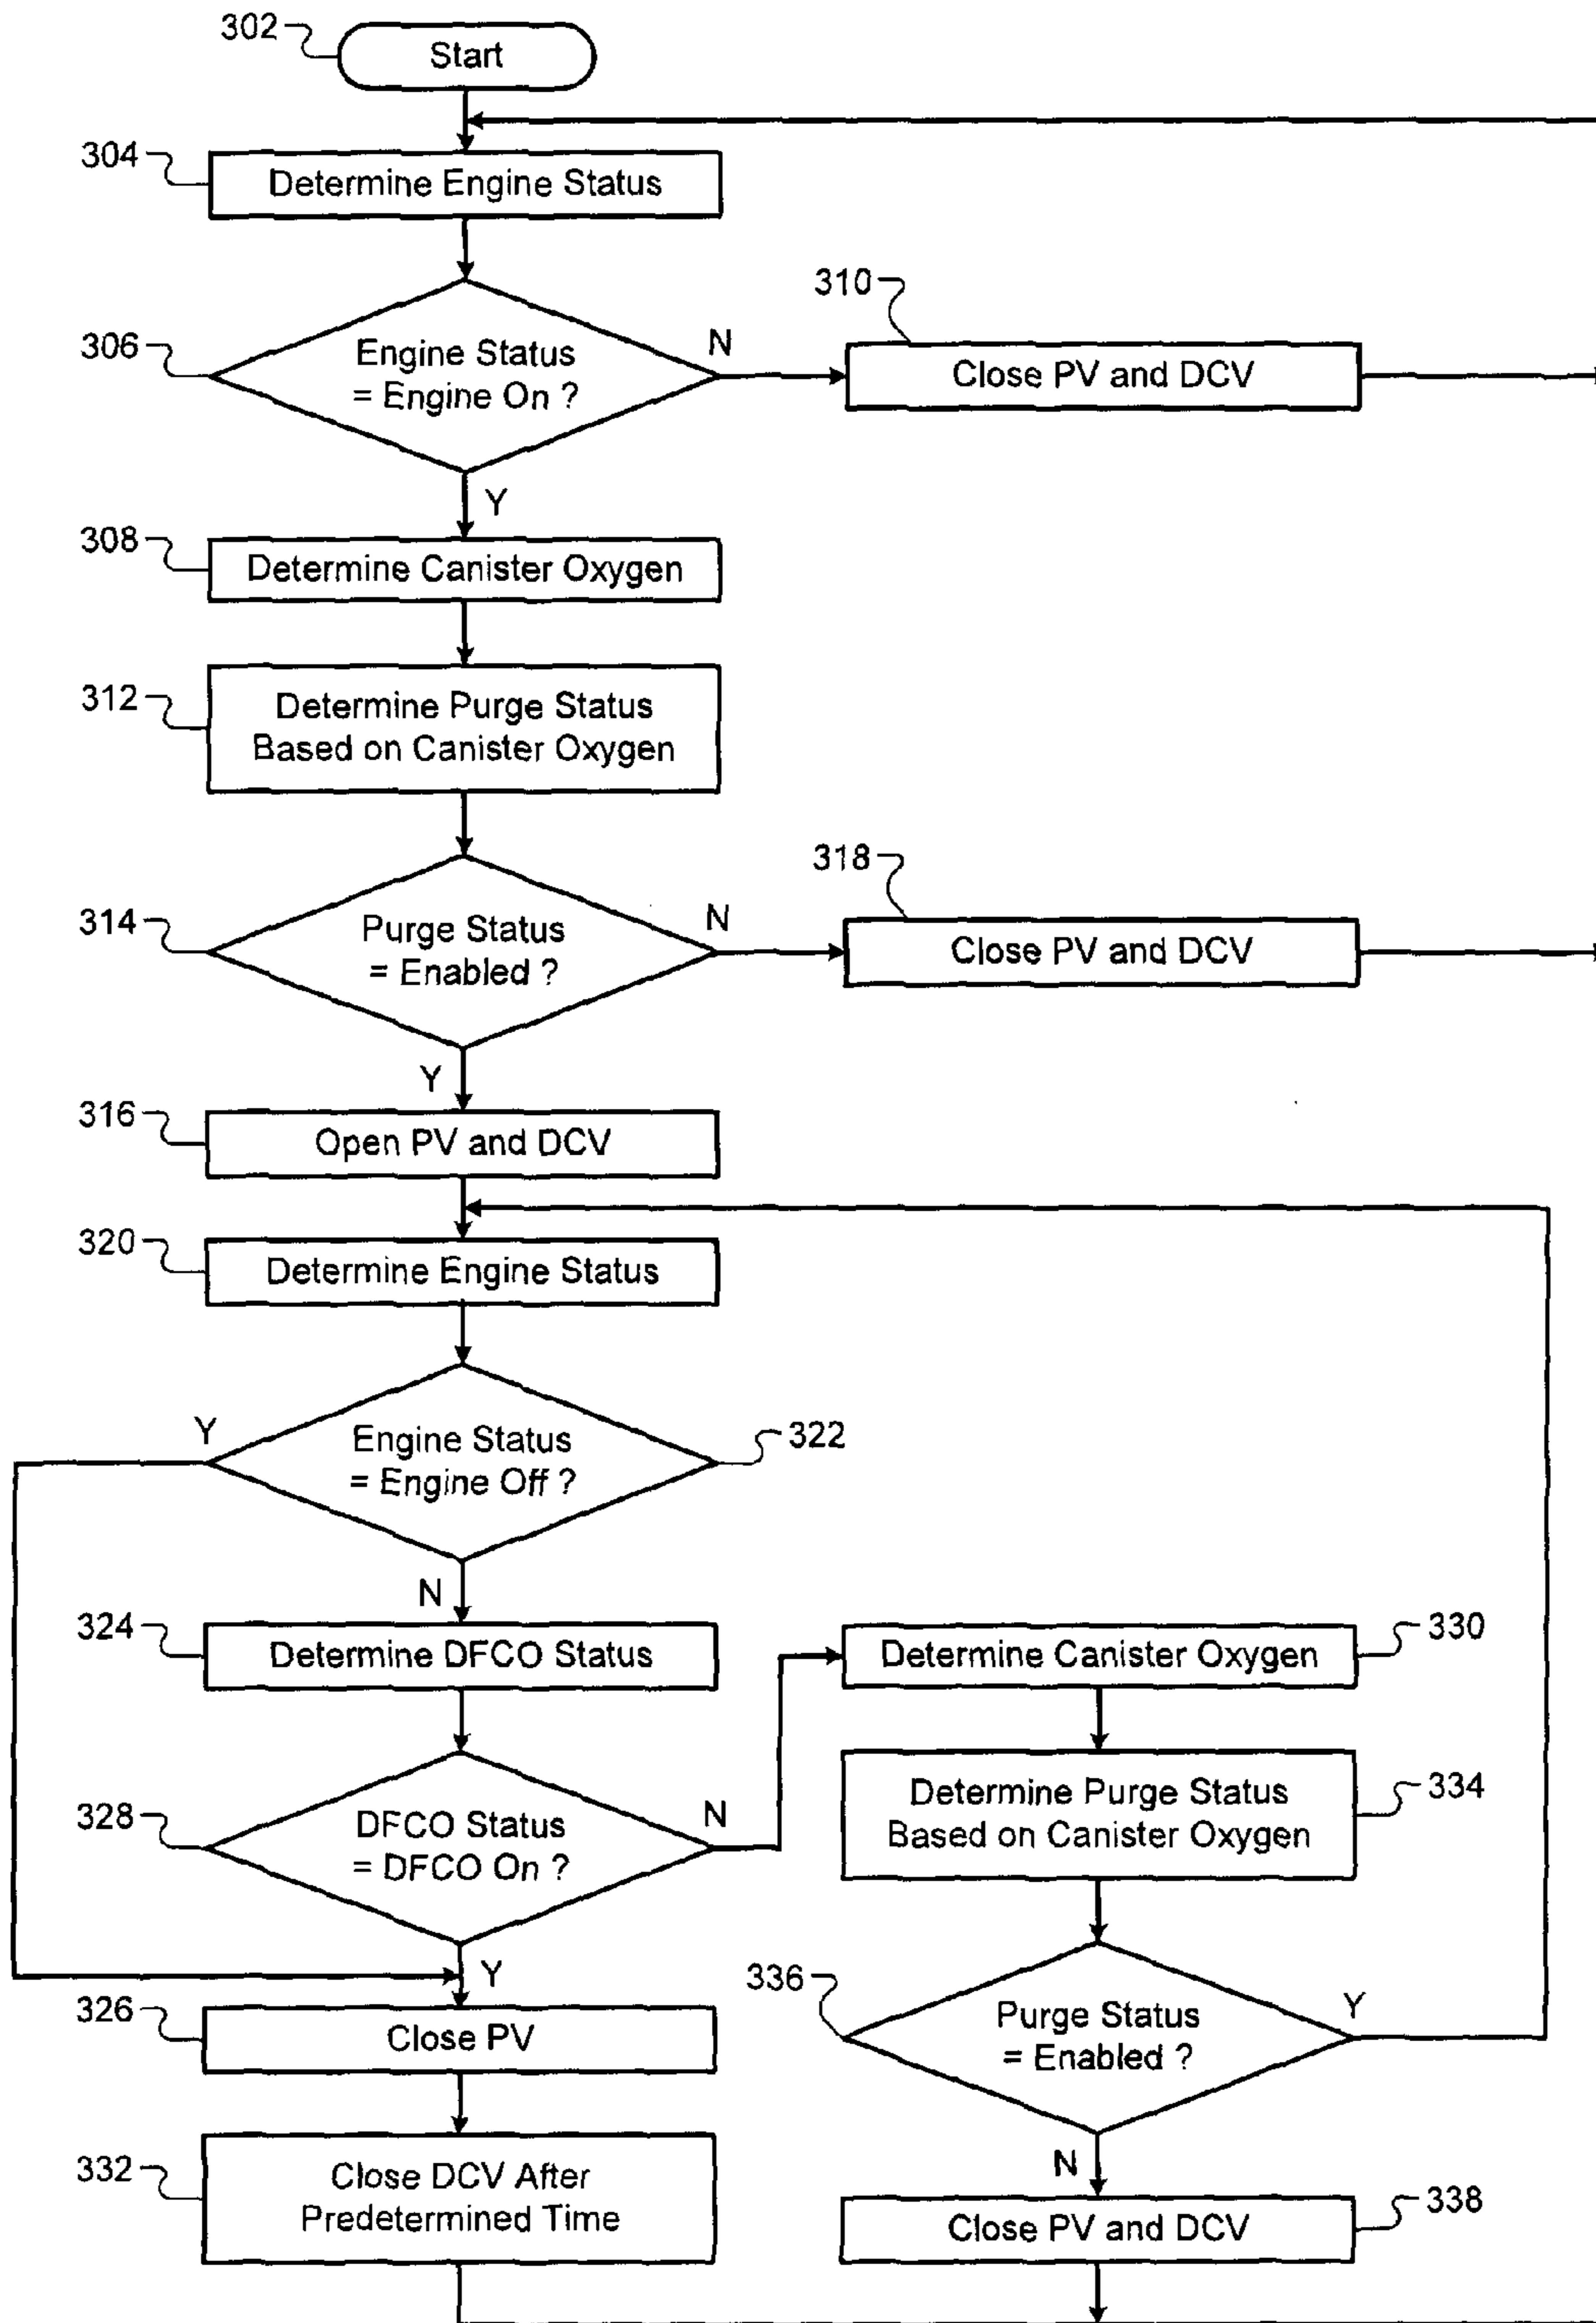 302
Start
304
Determine Engine Status
306
Engine Status
= Engine On ?
N
310
Close PV and DCV
Y
308
Determine Canister Oxygen
312
Determine Purge Status
Based on Canister Oxygen
314
Purge Status
= Enabled ?
N
318
Close PV and DCV
Y
316
Open PV and DCV
320
Determine Engine Status
Y
Engine Status
= Engine Off ?
322
N
324
Determine DFCO Status
Determine Canister Oxygen
330
328
DFCO Status
= DFCO On ?
N
Determine Purge Status
Based on Canister Oxygen
334
Y
326
Close PV
336
Purge Status
= Enabled ?
Y
332
Close DCV After
Predetermined Time
N
Close PV and DCV
338